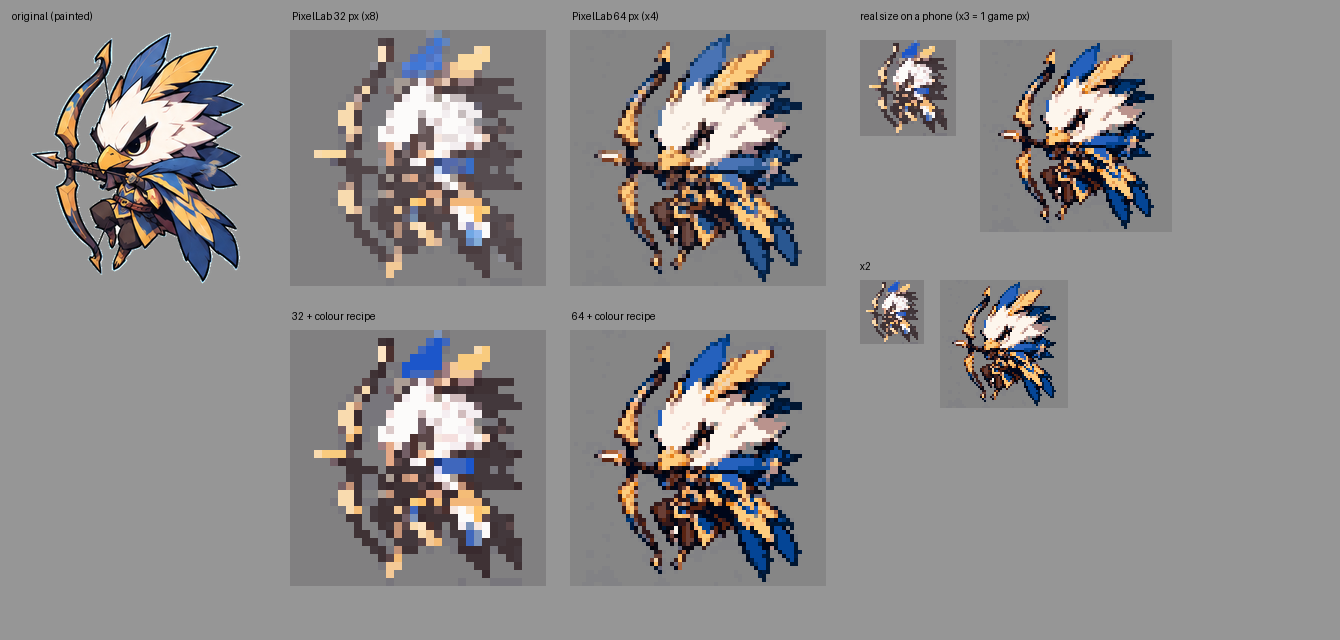 original (painted)
PixelLab 32 px (x8)
PixelLab 64 px (x4)
real size on a phone (x3 = 1 game px)
x2
32 + colour recipe
64 + colour recipe